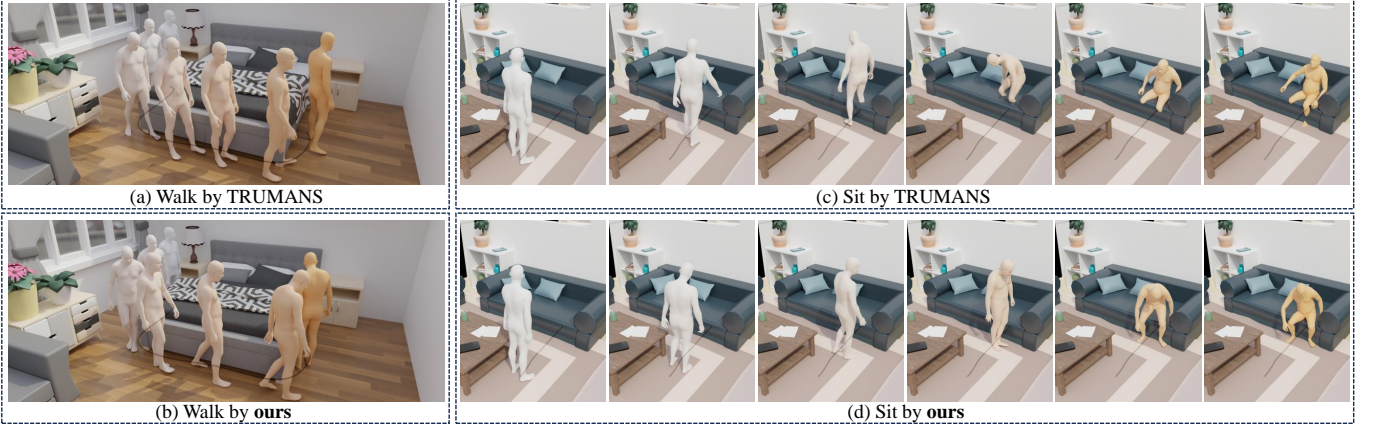 (a) Walk by TRUMANS
(c) Sit by TRUMANS
(b) Walk by ours
(d) Sit by ours